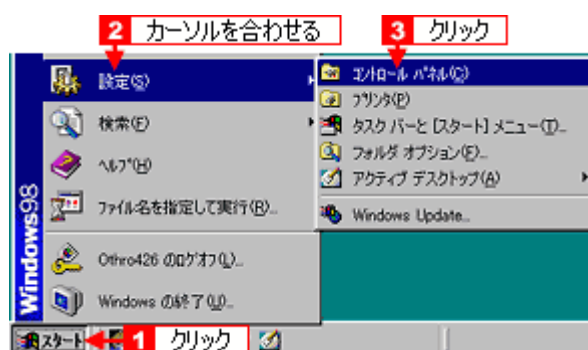 2 カーソルを合わせる
3 クリック
設定(S)
検索(F)
ヘルプ(H)
ファイル名を指定して実行(R)...
Othro426 のログオフ(L)...
Windows の終了(U)...
コントロール パネル(C)
プリンタ(P)
タスク バーと [スタート] メニュー(T)...
フォルダ オプション(F)...
アクティブ デスクトップ(A)
Windows Update...
Windows98
スタート
1 クリック